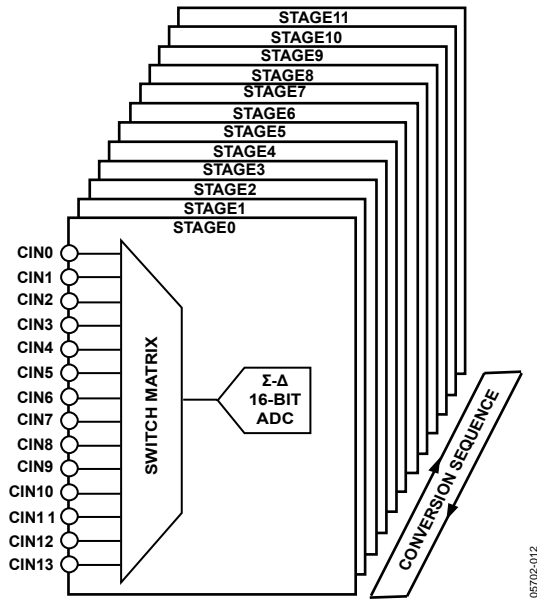 STAGE11
STAGE10
STAGE9
STAGE8
STAGE7
STAGE6
STAGE5
STAGE4
STAGE3
STAGE2
STAGE1
STAGE0
CIN0
CIN1
CIN2
CIN3
CIN4
CIN5
CIN6
CIN7
CIN8
CIN9
CIN10
CIN11
CIN12
CIN13
SWITCH MATRIX
Σ-Δ
16-BIT
ADC
CONVERSION SEQUENCE
05702-012